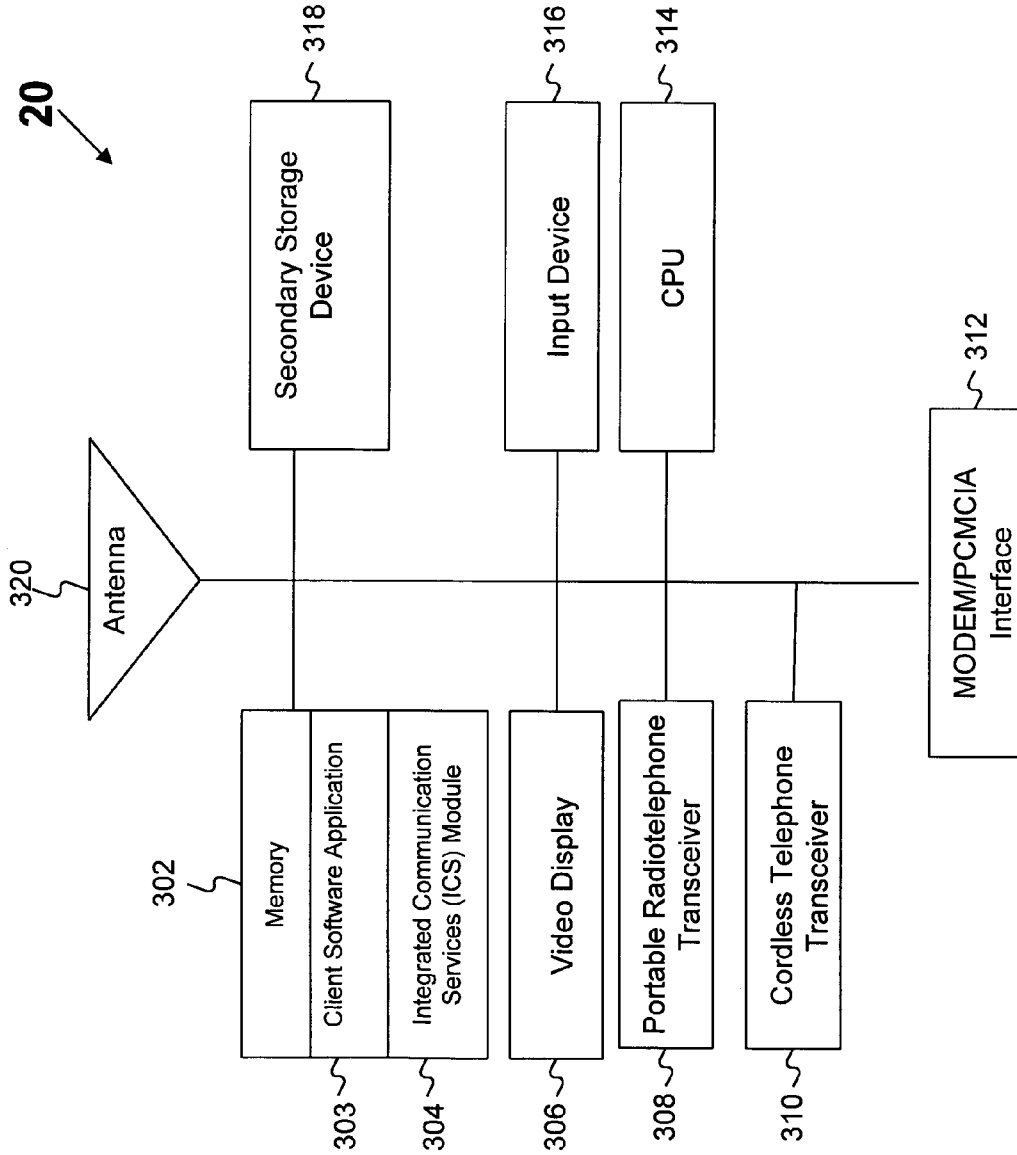 20
320
Antenna
302
Memory
303
Client Software Application
304
Integrated Communication
Services (ICS) Module
306
Video Display
308
Portable Radiotelephone
Transceiver
310
Cordless Telephone
Transceiver
Secondary Storage
Device
318
Input Device
316
CPU
314
MODEM/PCMCIA
Interface
312